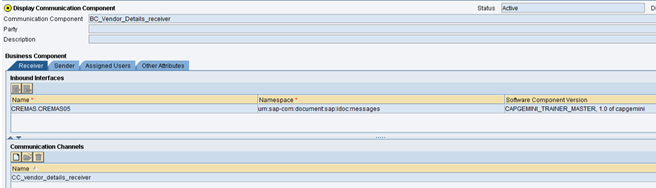 Display Communication Component Status Active Di
Communication Component BC_Vendor_Details_receiver
Party
Description
Business Component
Receiver Sender Assigned Users Other Attributes
Inbound Interfaces
Name * Namespace * Software Component Version
CREMAS.CREMAS05 urn:sap-com:document:sap:idoc:messages CAPGEMINI_TRAINER_MASTER, 1.0 of capgemini
Communication Channels
Name
CC_vendor_details_receiver